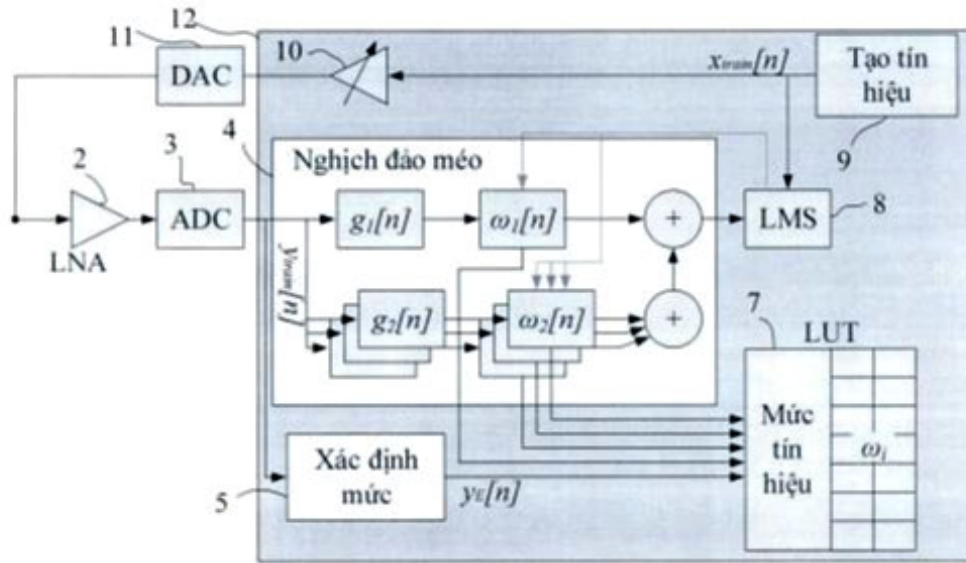 12
11
10
DAC
x_train[n]
Tạo tín
hiệu
9
4
Nghịch đảo méo
2
3
LNA
ADC
g₁[n]
ω₁[n]
+
LMS
8
y_train[n]
g₂[n]
ω₂[n]
+
7
LUT
Mức
tín
hiệu
ωᵢ
Xác định
mức
5
y_E[n]